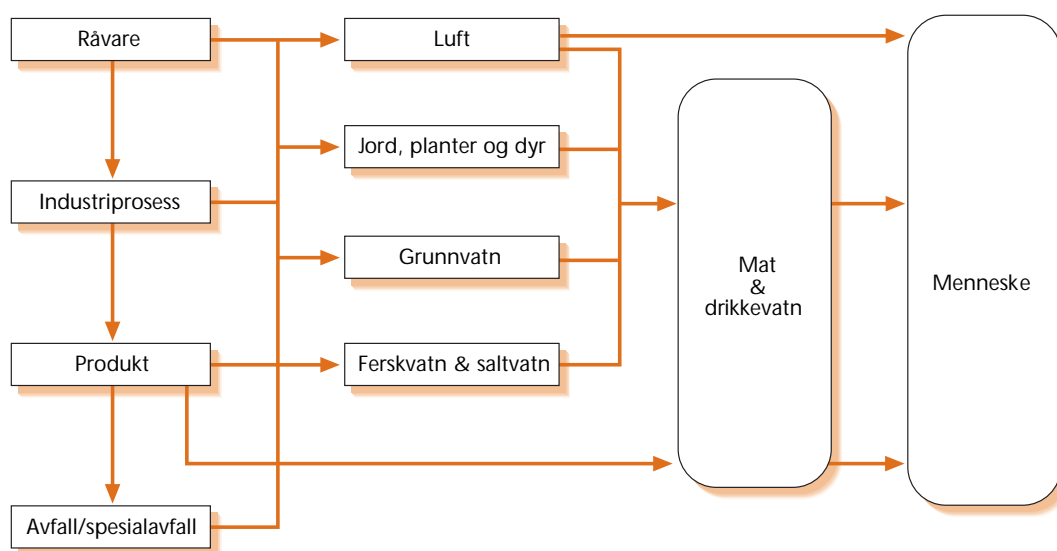 Råvare
Luft
Jord, planter og dyr
Industriprosess
Grunnvatn
Mat
&
drikkevatn
Menneske
Produkt
Ferskvatn & saltvatn
Avfall/spesialavfall